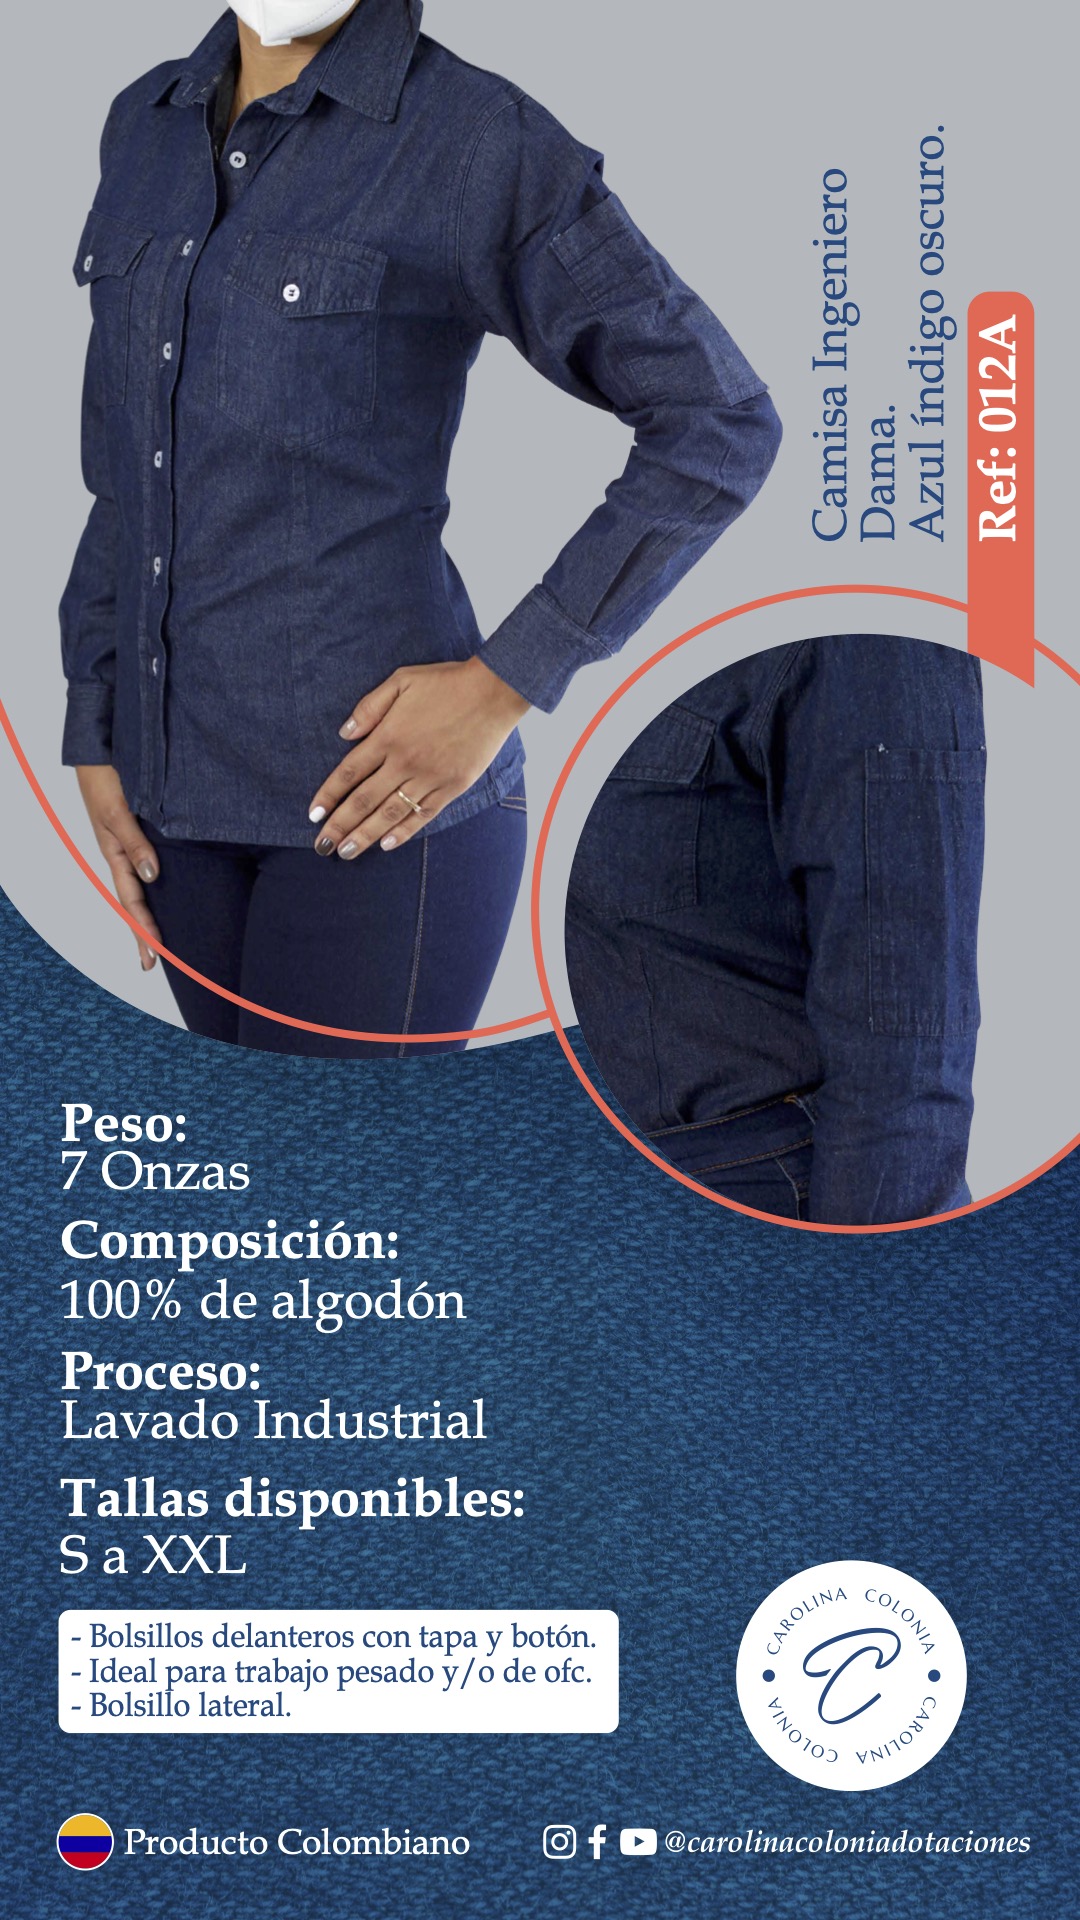 Camisa Ingeniero
Dama.
Azul índigo oscuro.
Ref: 012A
Peso:
7 Onzas
Composición:
100% de algodón
Proceso:
Lavado Industrial
Tallas disponibles:
S a XXL
- Bolsillos delanteros con tapa y botón.
- Ideal para trabajo pesado y/o de ofc.
- Bolsillo lateral.
CAROLINA COLONIA
C
CAROLINA COLONIA
Producto Colombiano
@carolinacoloniadotaciones